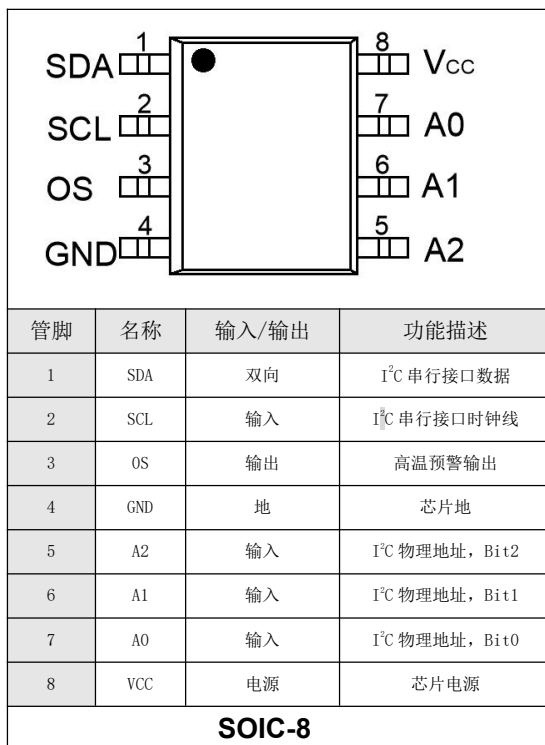 1 8
SDA VCC
2 7
SCL A0
3 6
OS A1
4 5
GND A2
管脚 名称 输入/输出 功能描述
1 SDA 双向 I²C 串行接口数据
2 SCL 输入 I²C 串行接口时钟线
3 OS 输出 高温预警输出
4 GND 地 芯片地
5 A2 输入 I²C 物理地址，Bit2
6 A1 输入 I²C 物理地址，Bit1
7 A0 输入 I²C 物理地址，Bit0
8 VCC 电源 芯片电源
SOIC-8